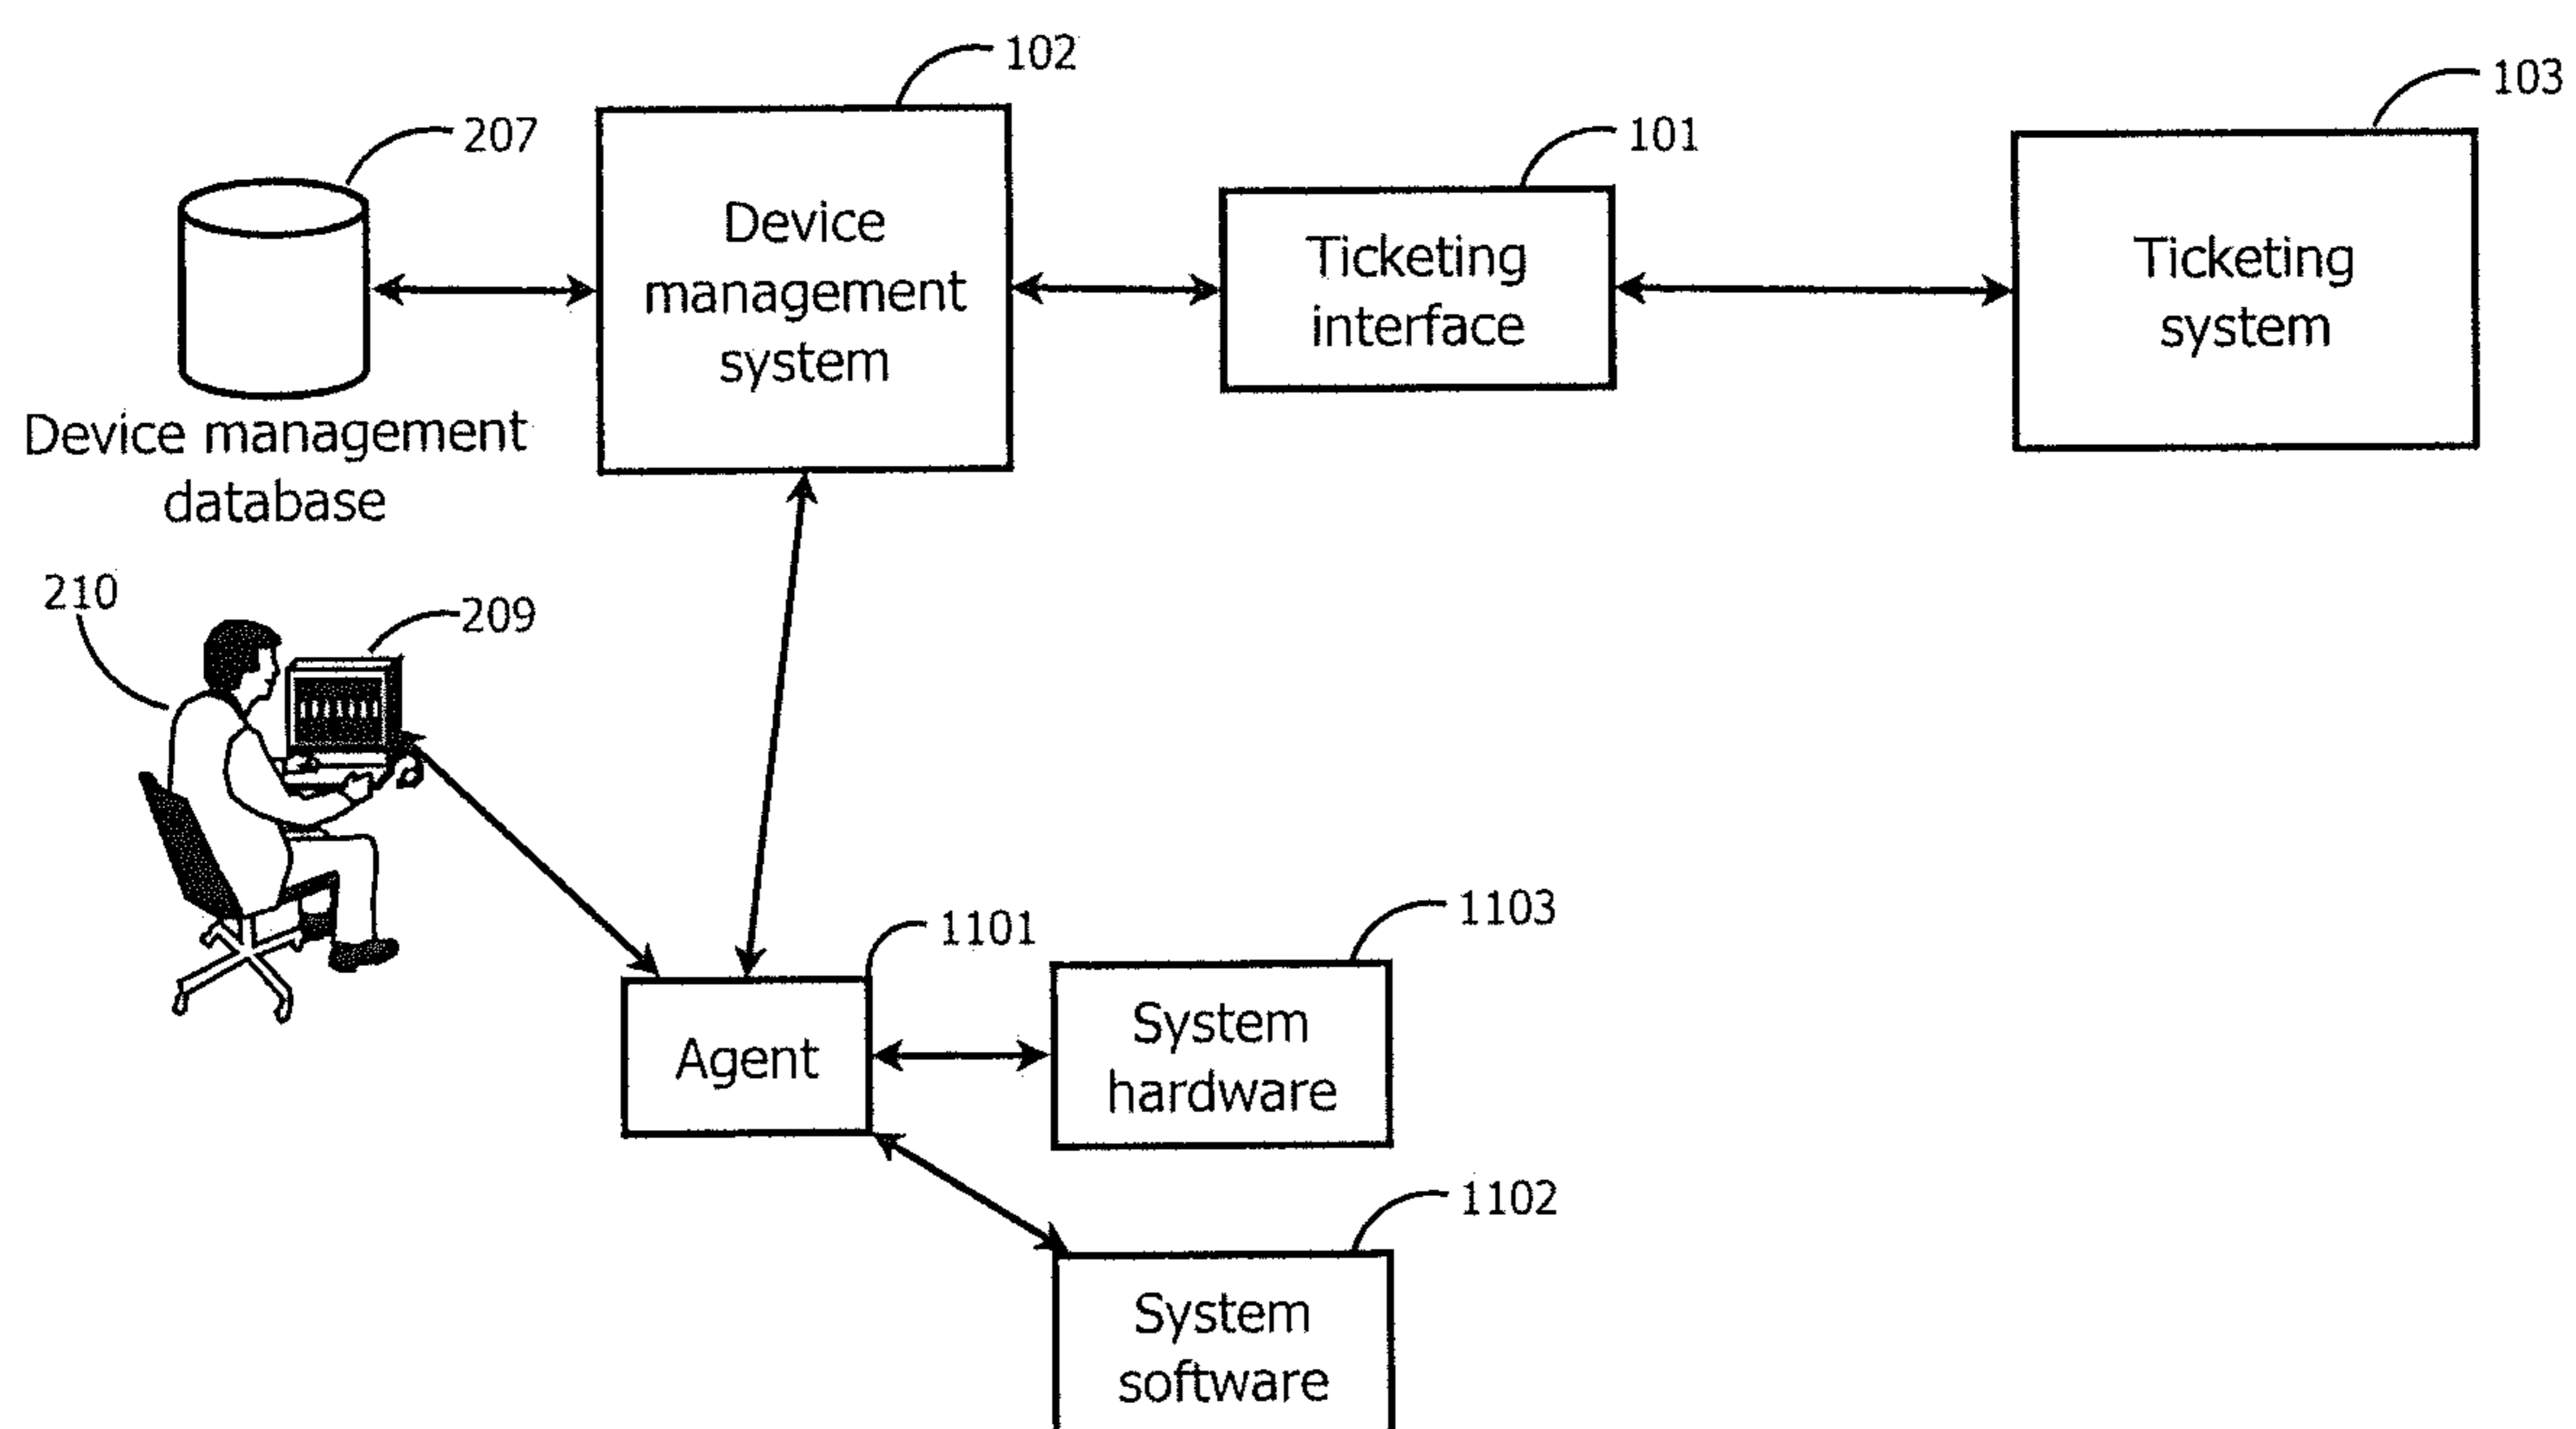 102
103
207
101
Device
management
system
Ticketing
interface
Ticketing
system
Device management
database
210
209
1101
1103
Agent
System
hardware
1102
System
software